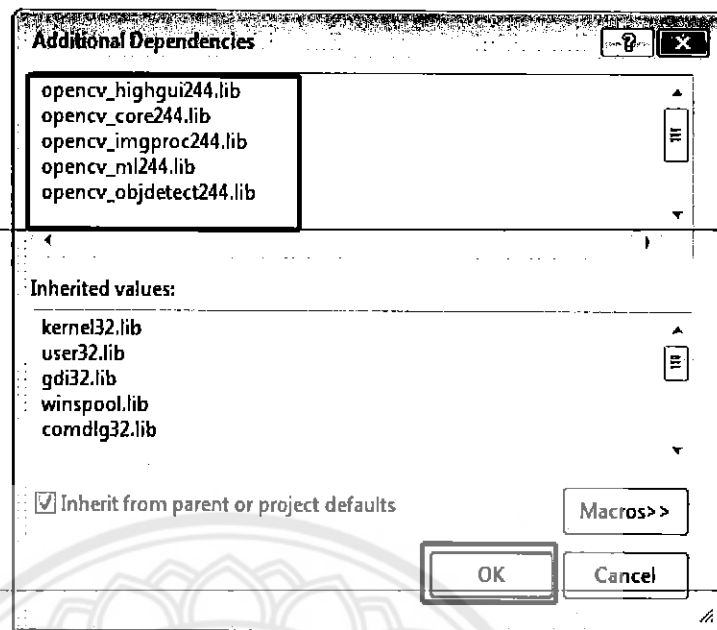 Additional Dependencies
opencv_highgui244.lib
opencv_core244.lib
opencv_imgproc244.lib
opencv_ml244.lib
opencv_objdetect244.lib
Inherited values:
kernel32.lib
user32.lib
gdi32.lib
winspool.lib
comdlg32.lib
Inherit from parent or project defaults
Macros>>
OK
Cancel